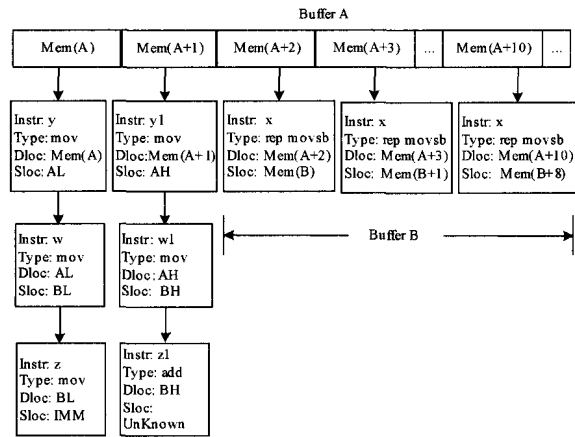 Buffer A
Mem(A) Mem(A+1) Mem(A+2) Mem(A+3) ... Mem(A+10) ...
Instr: y
Type: mov
Dloc: Mem(A)
Sloc: AL
Instr: y1
Type: mov
Dloc:Mem(A+1)
Sloc: AH
Instr: x
Type: rep movsb
Dloc: Mem(A+2)
Sloc: Mem(B)
Instr: x
Type: rep movsb
Dloc: Mem(A+3)
Sloc: Mem(B+1)
Instr: x
Type: rep movsb
Dloc: Mem(A+10)
Sloc: Mem(B+8)
Instr: w
Type: mov
Dloc: AL
Sloc: BL
Instr: w1
Type: mov
Dloc: AH
Sloc: BH
Buffer B
Instr: z
Type: mov
Dloc: BL
Sloc: IMM
Instr: z1
Type: add
Dloc: BH
Sloc:
UnKnown